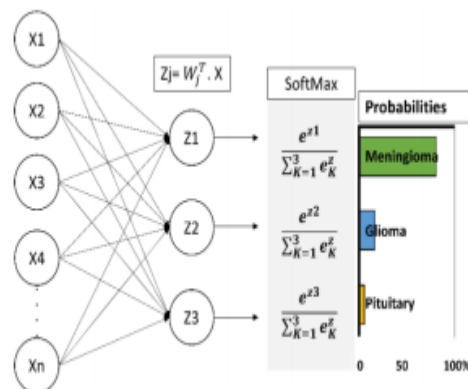 X1
X2
X3
X4
Xn
Zj= W_j^T . X
Z1
Z2
Z3
SoftMax
e^{z1}
∑_{K=1}^3 e_K^z
e^{z2}
∑_{K=1}^3 e_K^z
e^{z3}
∑_{K=1}^3 e_K^z
Probabilities
Meningioma
Glioma
Pituitary
0 50 100%